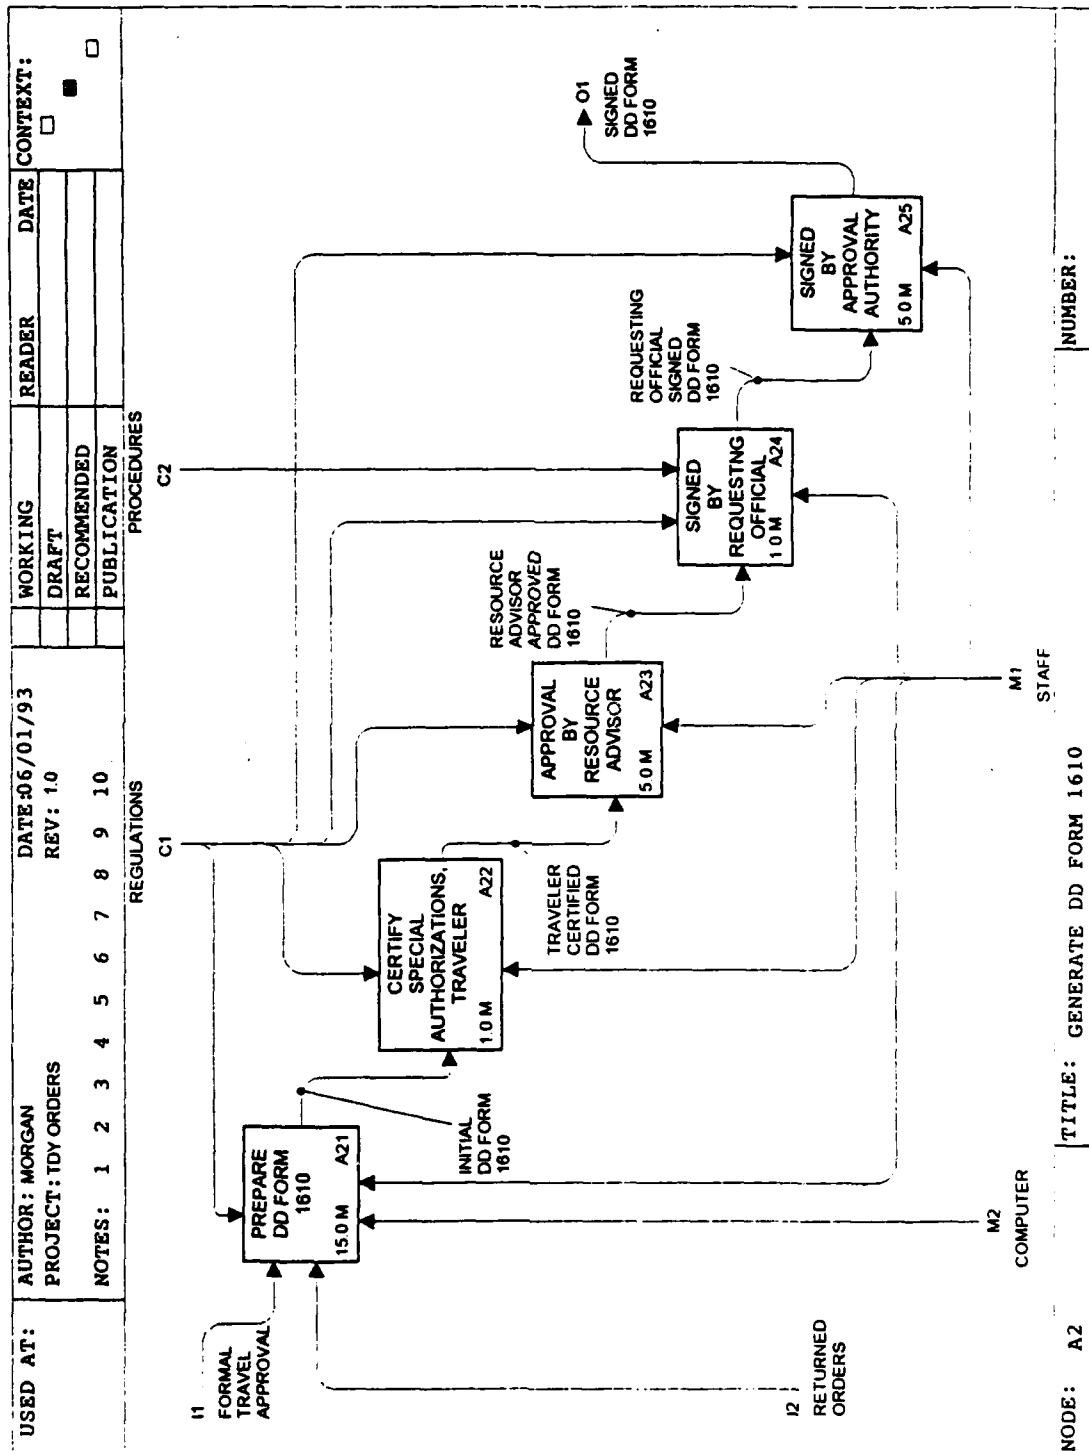 USED AT:
AUTHOR: MORGAN
PROJECT: TDY ORDERS
NOTES: 1 2 3 4 5 6 7 8 9 10
DATE:06/01/93
REV: 1.0
WORKING
DRAFT
RECOMMENDED
PUBLICATION
READER
DATE
CONTEXT:
REGULATIONS
C1
PROCEDURES
C2
I1
FORMAL
TRAVEL
APPROVAL
I2
RETURNED
ORDERS
PREPARE
DD FORM
1610
15.0 M
A21
INITIAL
DD FORM
1610
CERTIFY
SPECIAL
AUTHORIZATIONS,
TRAVELER
1.0 M
A22
TRAVELER
CERTIFIED
DD FORM
1610
APPROVAL
BY
RESOURCE
ADVISOR
5.0 M
A23
RESOURCE
ADVISOR
APPROVED
DD FORM
1610
SIGNED
BY
REQUESTNG
OFFICIAL
1 0 M
A24
REQUESTING
OFFICIAL
SIGNED
DD FORM
1610
SIGNED
BY
APPROVAL
AUTHORITY
5.0 M
A25
O1
SIGNED
DD FORM
1610
M2
COMPUTER
M1
STAFF
NODE: A2
TITLE: GENERATE DD FORM 1610
NUMBER: